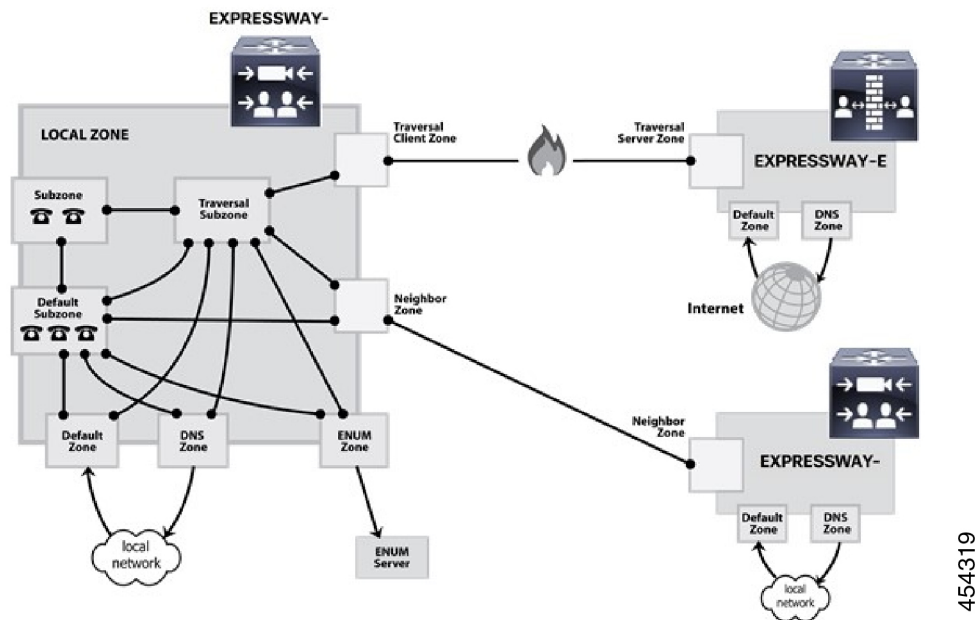 EXPRESSWAY-
LOCAL ZONE
Traversal
Client Zone
Traversal
Server Zone
EXPRESSWAY-E
Subzone
Traversal
Subzone
Default
Zone
DNS
Zone
Default
Subzone
Neighbor
Zone
Internet
Default
Zone
DNS
Zone
ENUM
Zone
Neighbor
Zone
EXPRESSWAY-
local
network
ENUM
Server
Default
Zone
DNS
Zone
local
network
454319